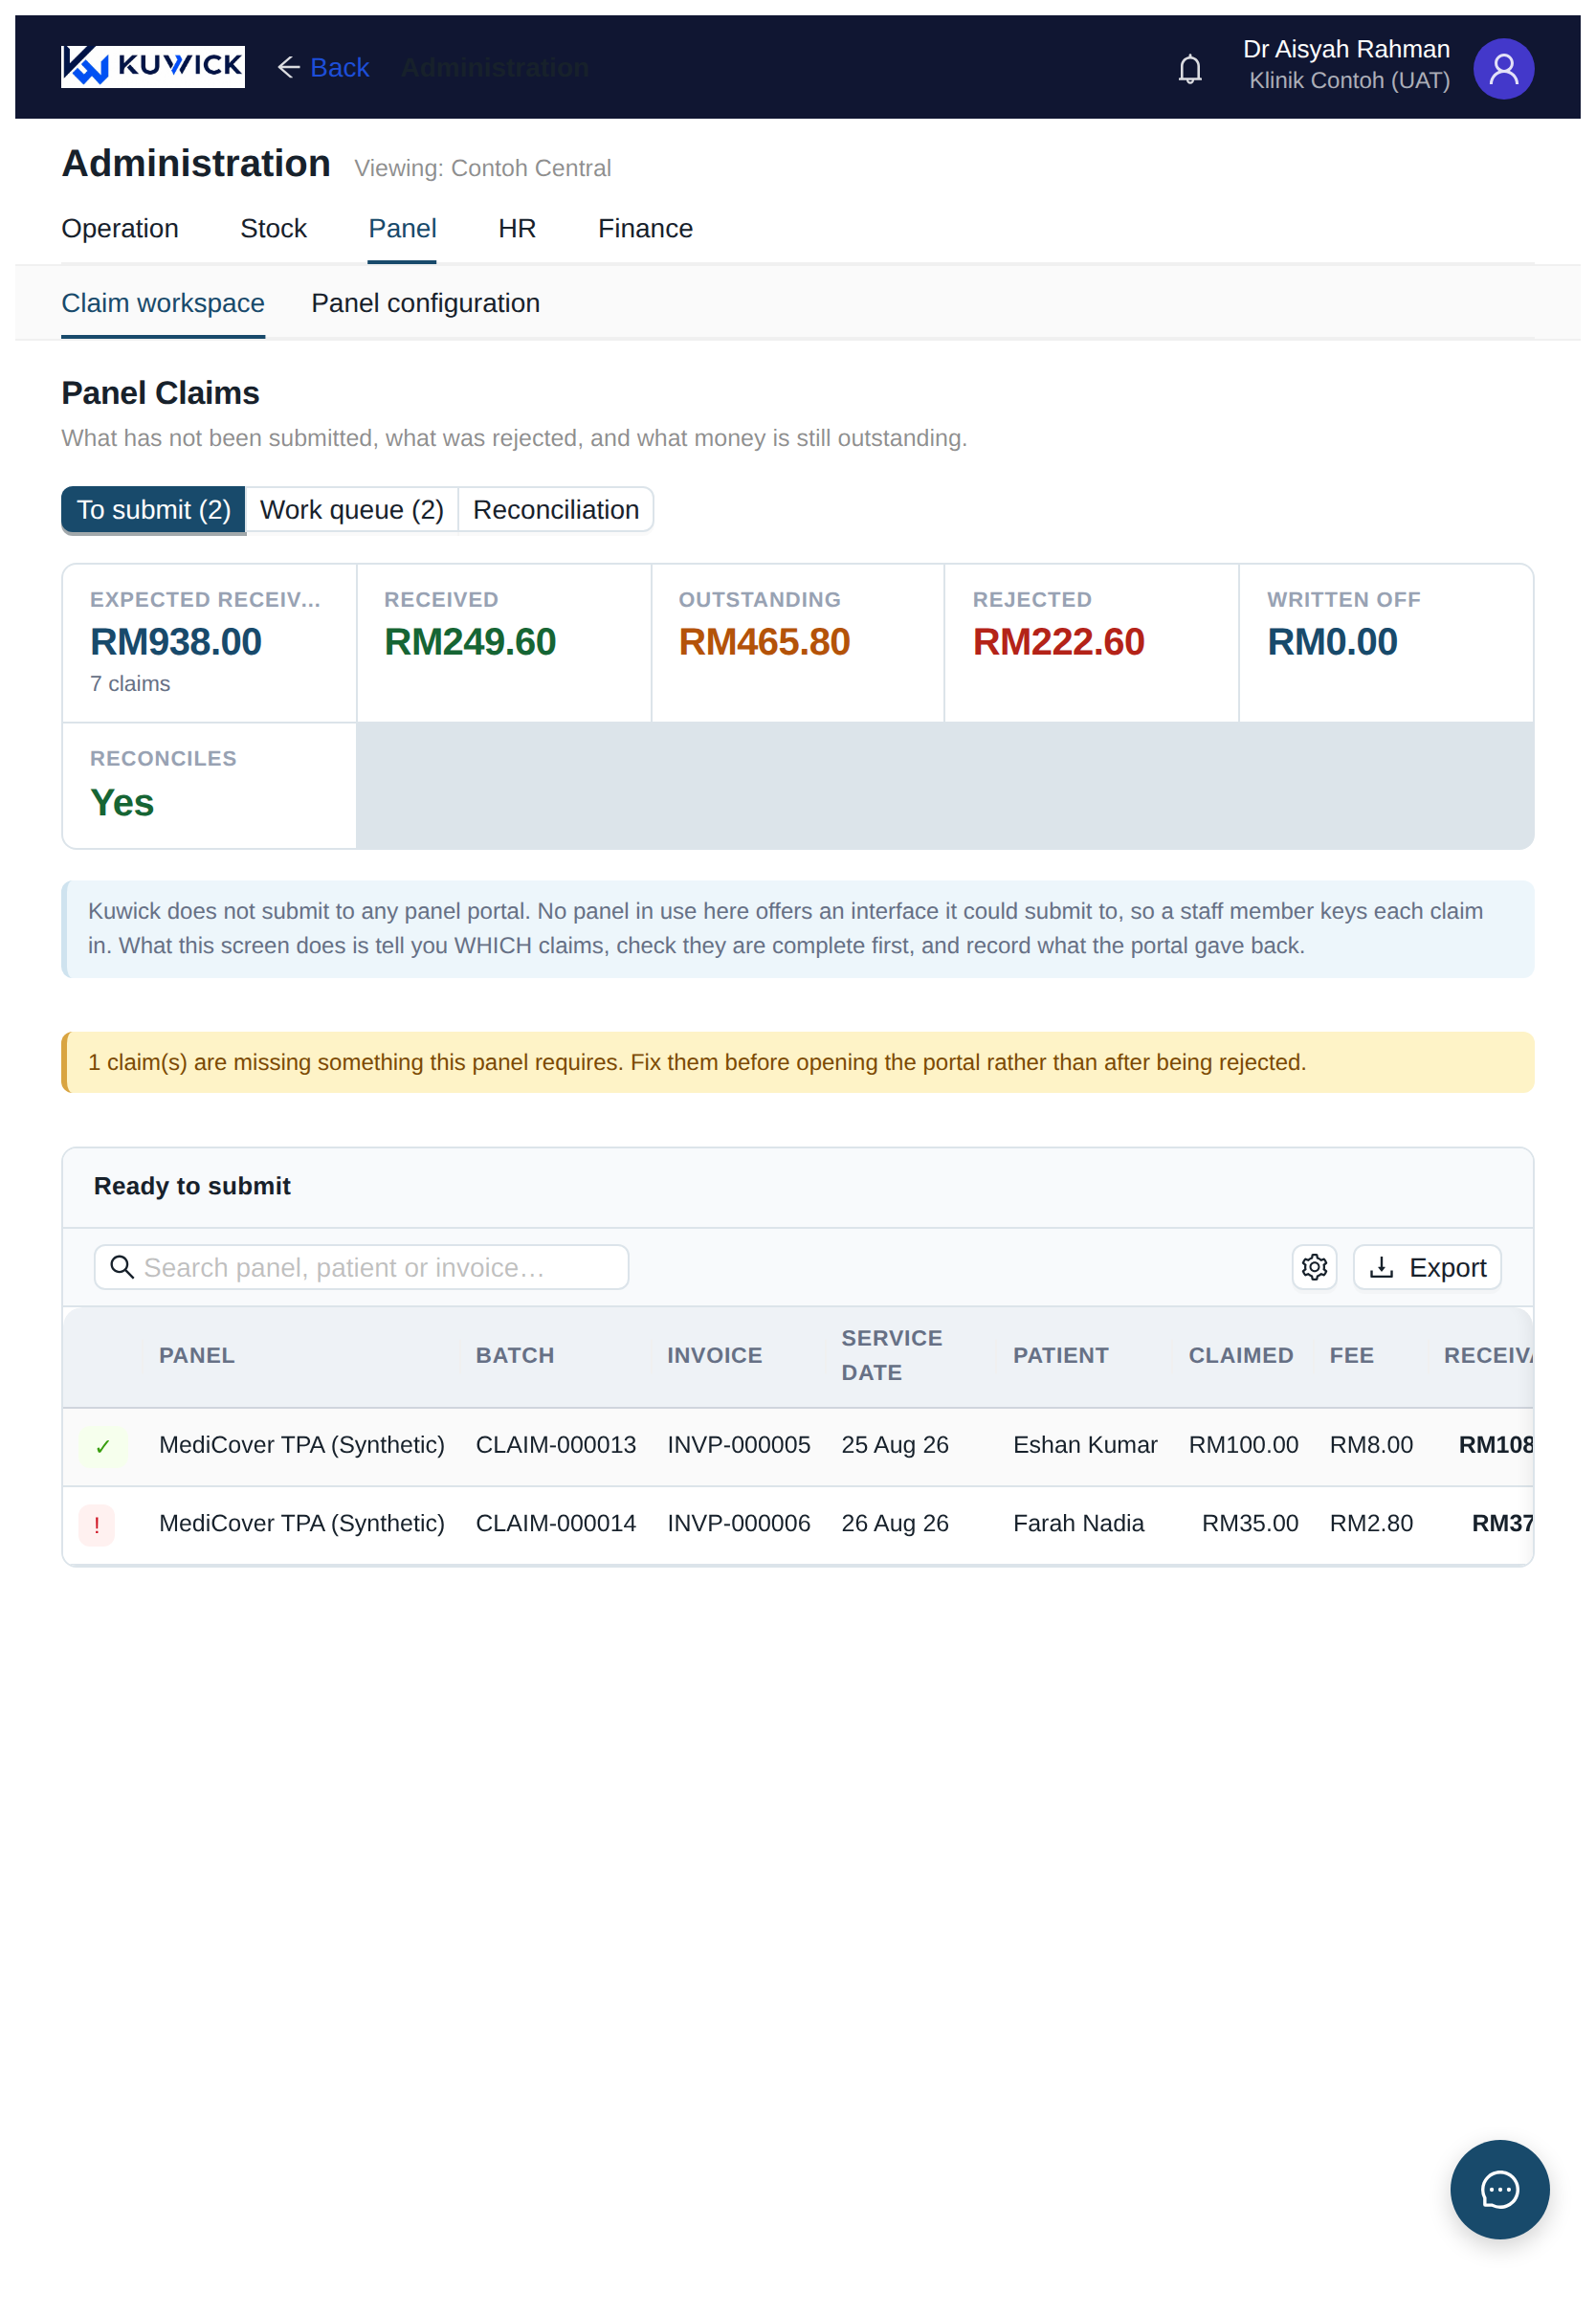 KUWICK
Back
Administration
Dr Aisyah Rahman
Klinik Contoh (UAT)
Administration
Viewing: Contoh Central
Operation
Stock
Panel
HR
Finance
Claim workspace
Panel configuration
Panel Claims
What has not been submitted, what was rejected, and what money is still outstanding.
To submit (2)
Work queue (2)
Reconciliation
EXPECTED RECEIV...
RM938.00
7 claims
RECEIVED
RM249.60
OUTSTANDING
RM465.80
REJECTED
RM222.60
WRITTEN OFF
RM0.00
RECONCILES
Yes
Kuwick does not submit to any panel portal. No panel in use here offers an interface it could submit to, so a staff member keys each claim
in. What this screen does is tell you WHICH claims, check they are complete first, and record what the portal gave back.
1 claim(s) are missing something this panel requires. Fix them before opening the portal rather than after being rejected.
Ready to submit
Search panel, patient or invoice...
Export
PANEL BATCH INVOICE SERVICE DATE PATIENT CLAIMED FEE RECEIVA
✓ MediCover TPA (Synthetic) CLAIM-000013 INVP-000005 25 Aug 26 Eshan Kumar RM100.00 RM8.00 RM108
! MediCover TPA (Synthetic) CLAIM-000014 INVP-000006 26 Aug 26 Farah Nadia RM35.00 RM2.80 RM37